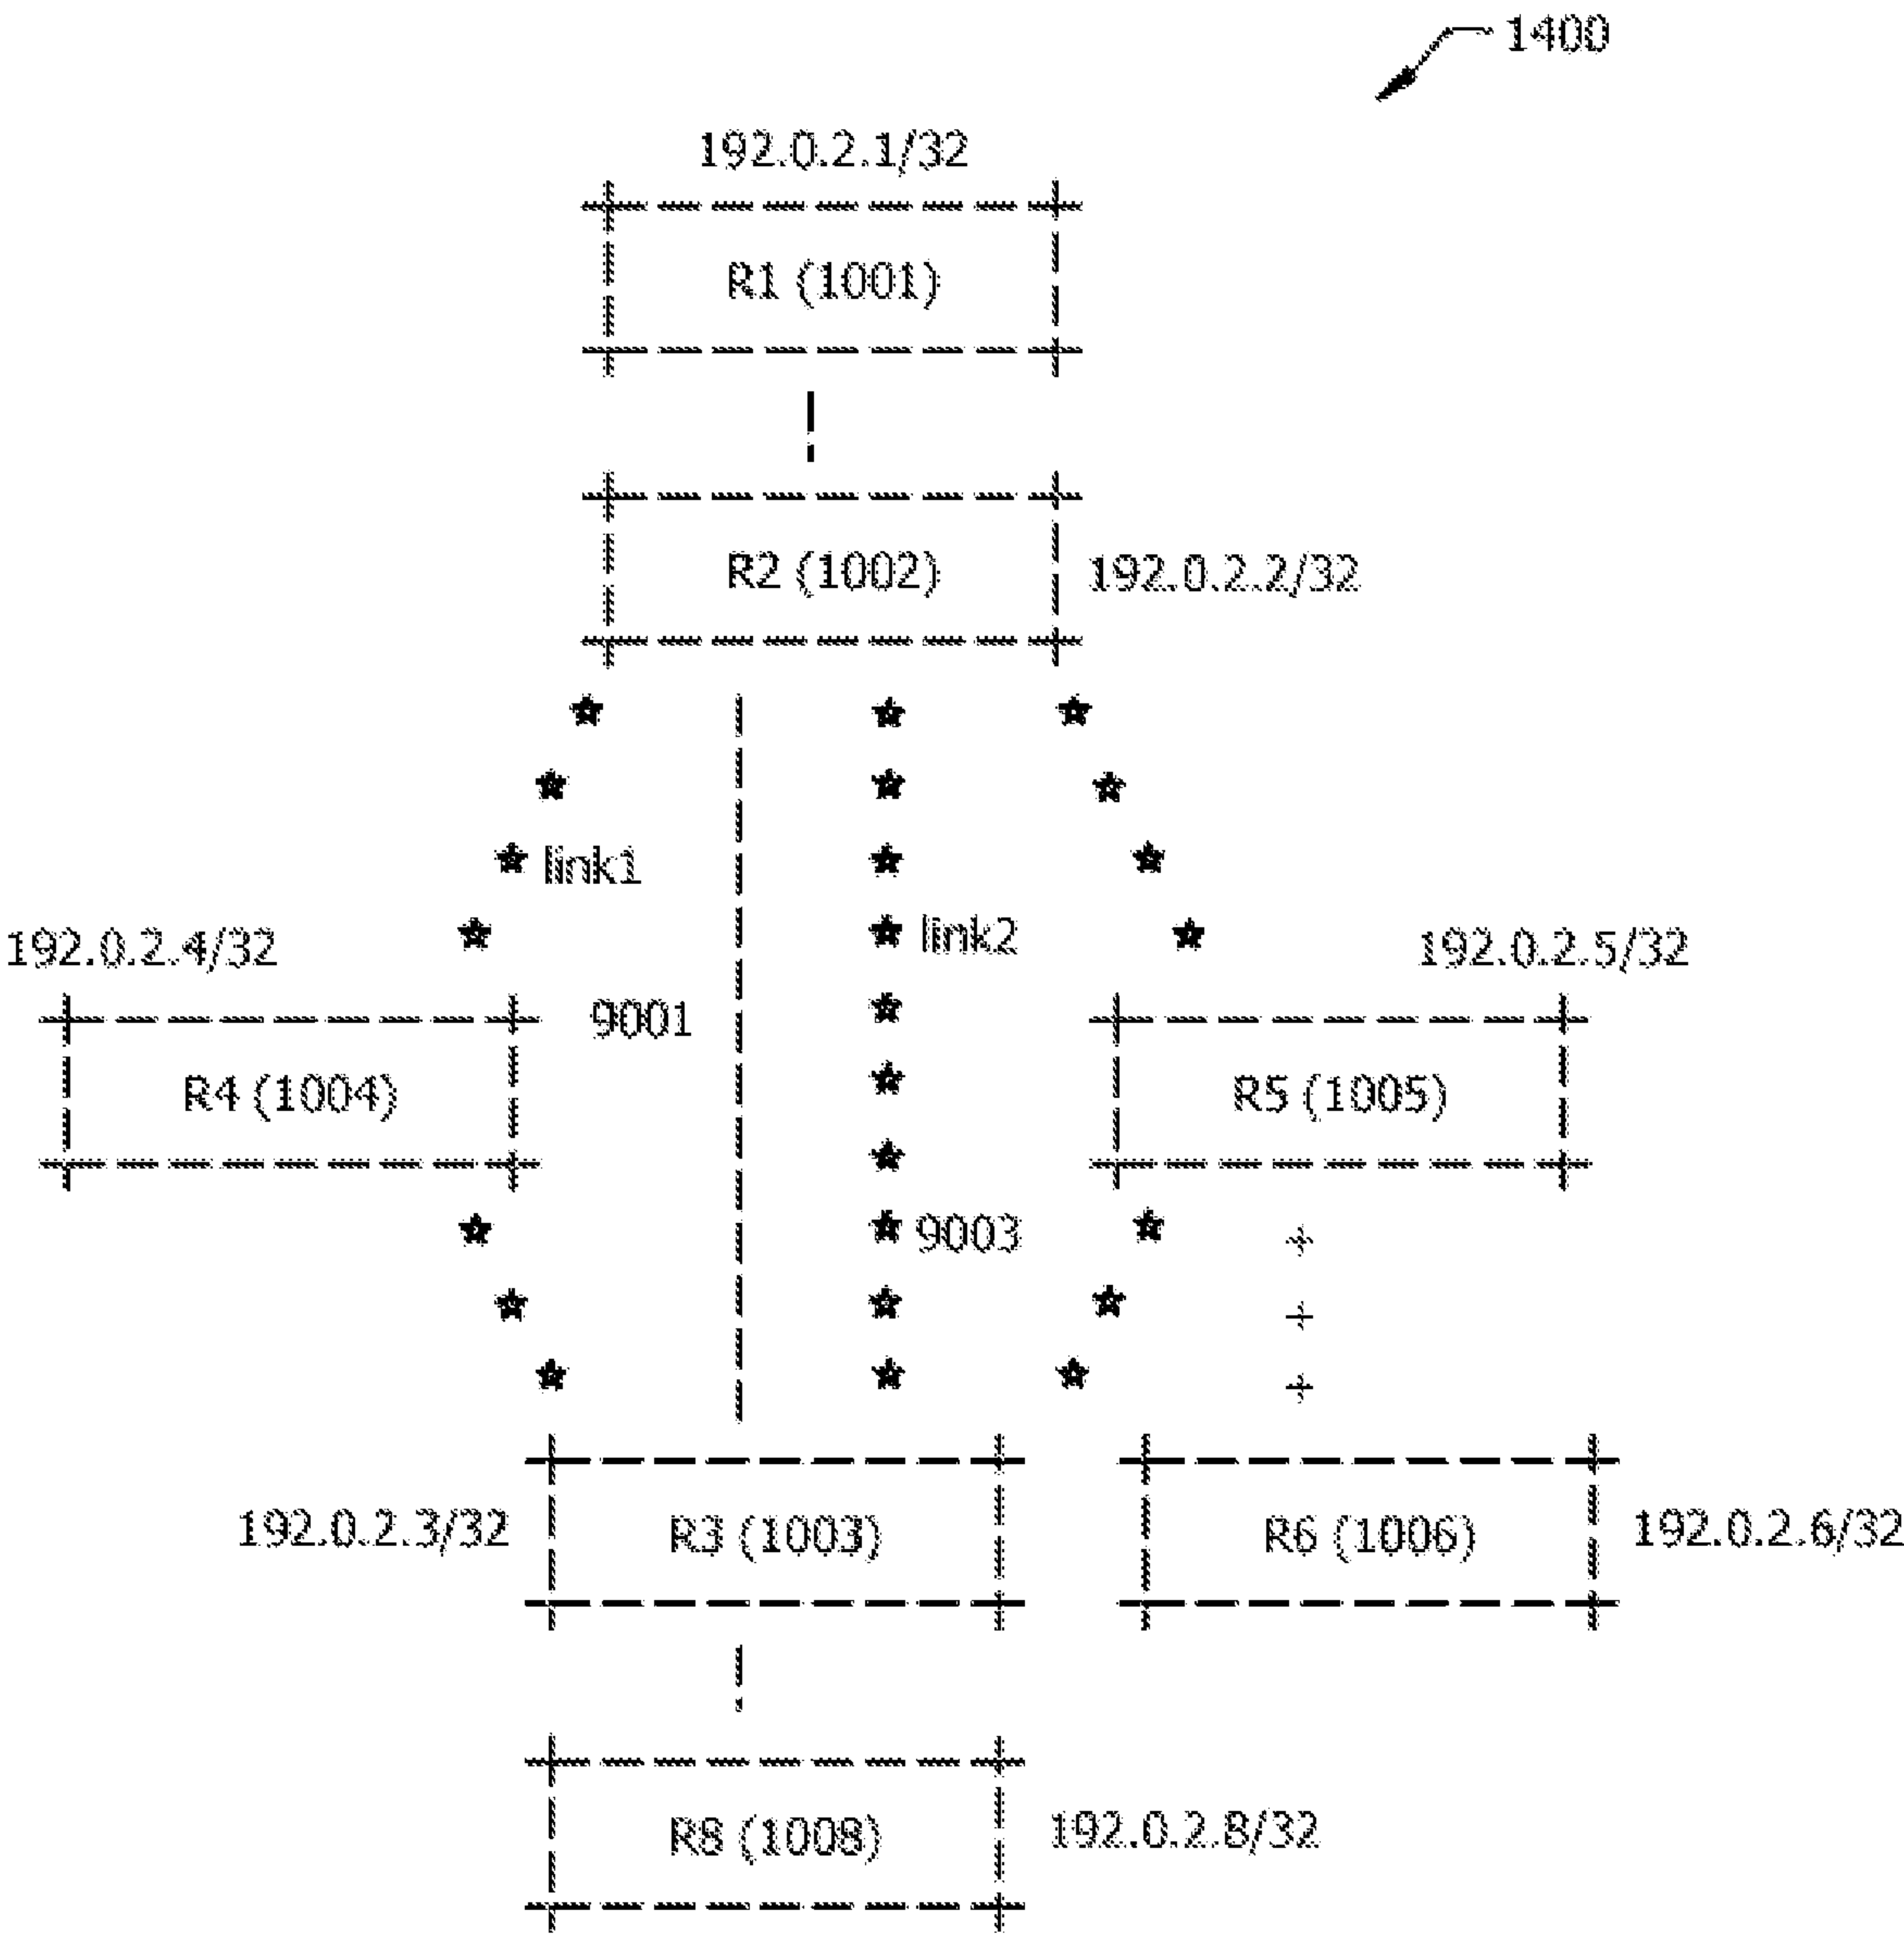 1400
192.0.2.1/32
R1 (1001)
R2 (1002)
192.0.2.2/32
link1
link2
192.0.2.4/32
192.0.2.5/32
9001
R4 (1004)
R5 (1005)
9003
192.0.2.3/32
R3 (1003)
R6 (1006)
192.0.2.6/32
R8 (1008)
192.0.2.8/32